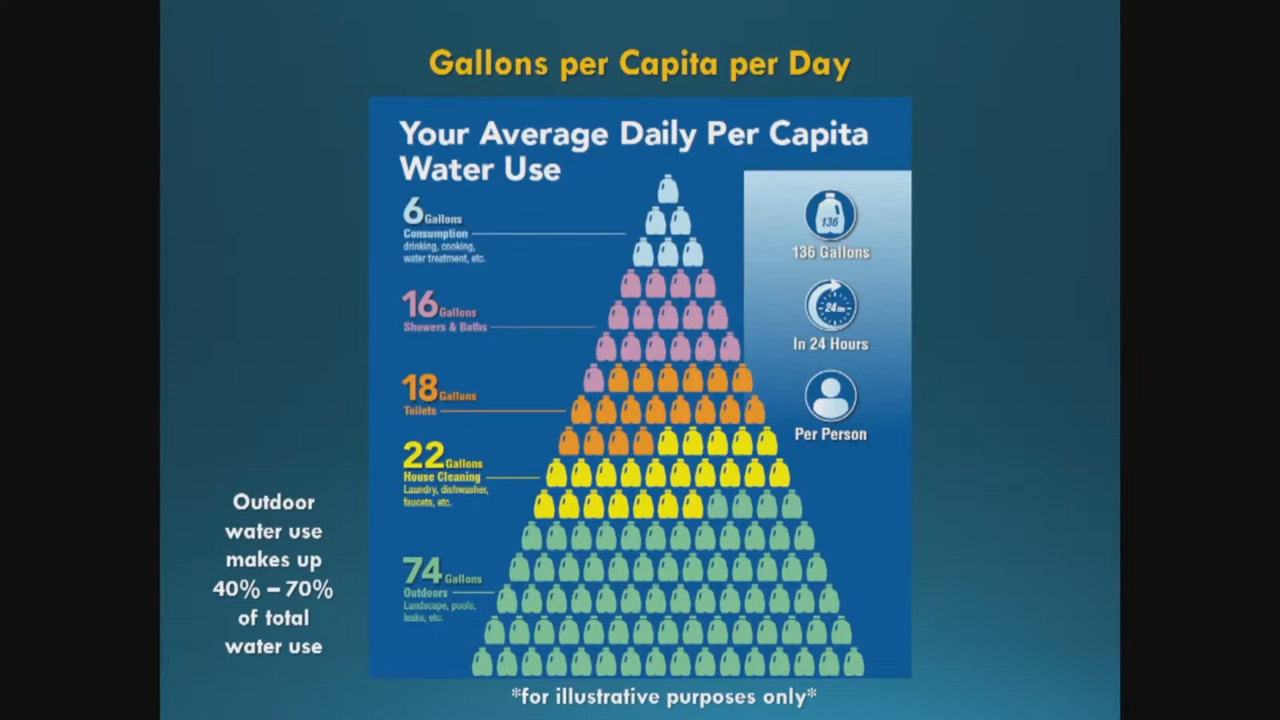 Gallons per Capita per Day
Your Average Daily Per Capita
Water Use
6 Gallons
Consumption
drinking, cooking,
water treatment, etc.
16 Gallons
Showers & Baths
18 Gallons
Toilets
22 Gallons
House Cleaning
Laundry, dishwasher,
faucets, etc.
74 Gallons
Outdoors
Landscape, pools,
leaks, etc.
136
136 Gallons
24 HRS
In 24 Hours
Per Person
Outdoor
water use
makes up
40% – 70%
of total
water use
*for illustrative purposes only*